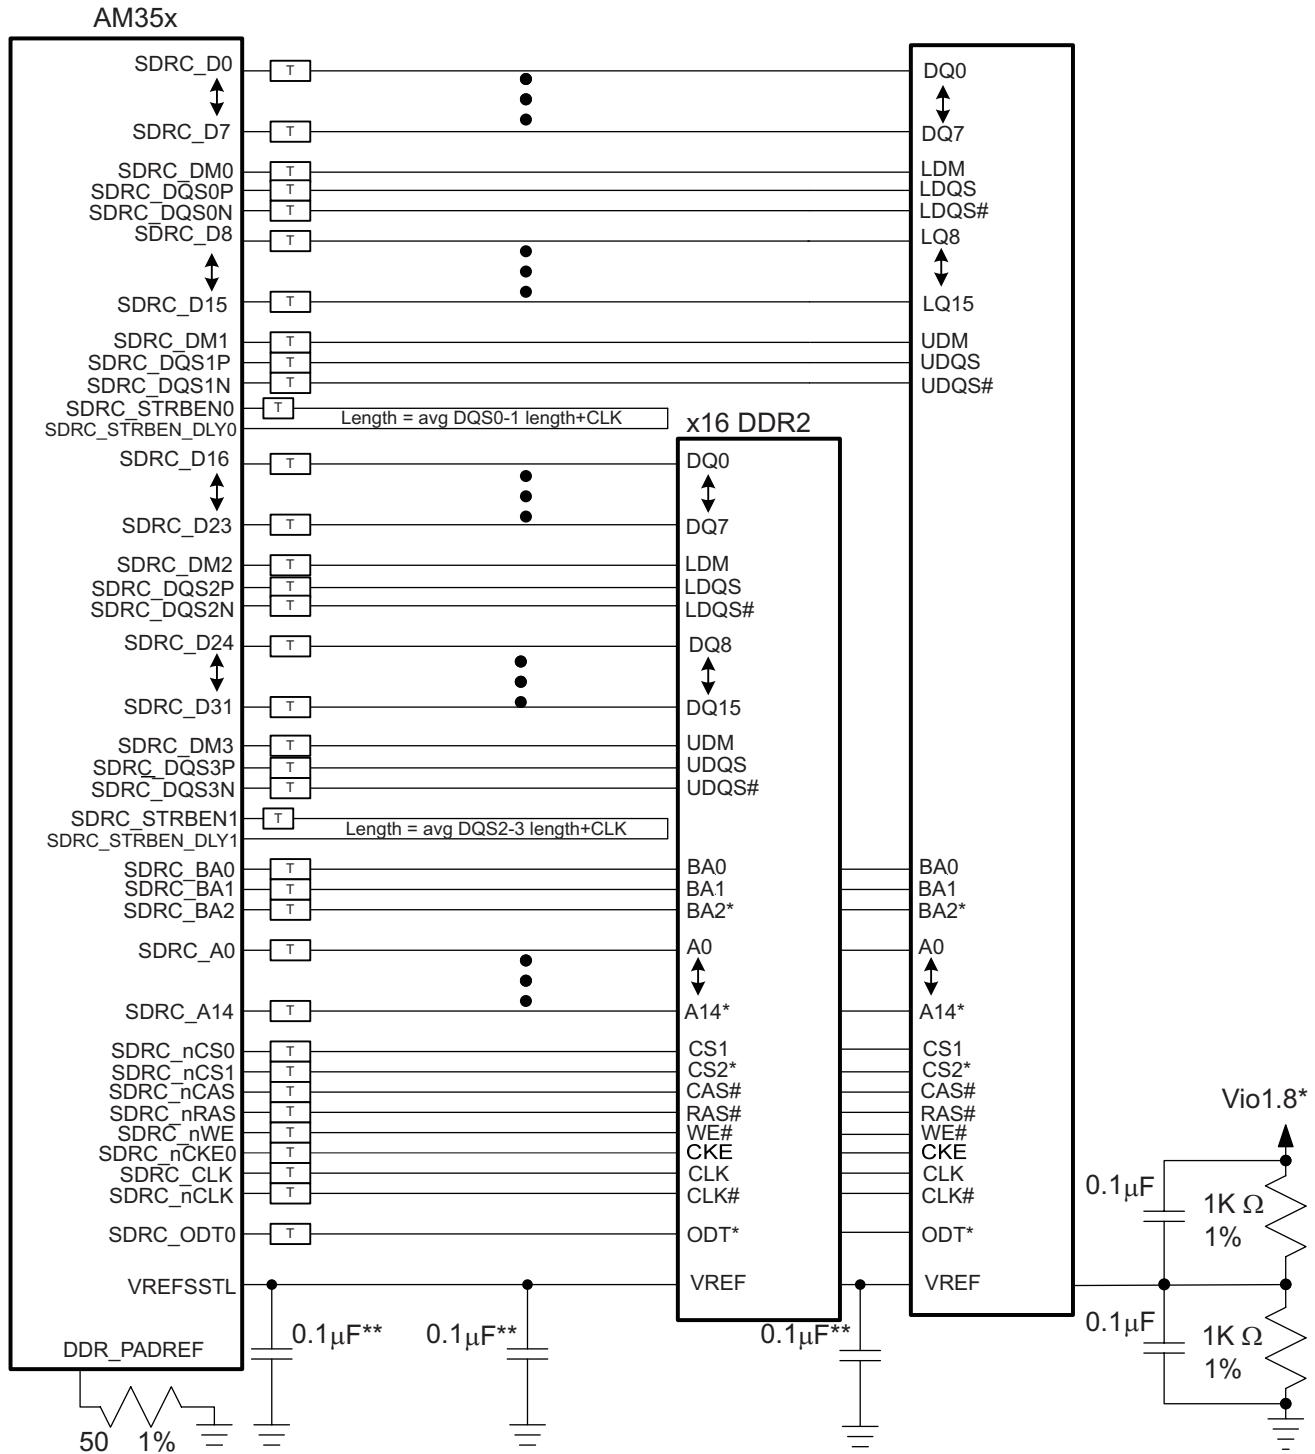 AM35x
SDRC_D0 T DQ0
SDRC_D7 T DQ7
SDRC_DM0 T LDM
SDRC_DQS0P T LDQS
SDRC_DQS0N T LDQS#
SDRC_D8 T LQ8
SDRC_D15 T LQ15
SDRC_DM1 T UDM
SDRC_DQS1P T UDQS
SDRC_DQS1N T UDQS#
SDRC_STRBEN0 T
Length = avg DQS0-1 length+CLK
SDRC_STRBEN_DLY0
x16 DDR2
SDRC_D16 T DQ0
SDRC_D23 T DQ7
SDRC_DM2 T LDM
SDRC_DQS2P T LDQS
SDRC_DQS2N T LDQS#
SDRC_D24 T DQ8
SDRC_D31 T DQ15
SDRC_DM3 T UDM
SDRC_DQS3P T UDQS
SDRC_DQS3N T UDQS#
SDRC_STRBEN1 T
Length = avg DQS2-3 length+CLK
SDRC_STRBEN_DLY1
SDRC_BA0 T BA0 BA0
SDRC_BA1 T BA1 BA1
SDRC_BA2 T BA2* BA2*
SDRC_A0 T A0 A0
SDRC_A14 T A14* A14*
SDRC_nCS0 T CS1 CS1
SDRC_nCS1 T CS2* CS2*
SDRC_nCAS T CAS# CAS#
SDRC_nRAS T RAS# RAS#
SDRC_nWE T WE# WE#
SDRC_nCKE0 T CKE CKE
SDRC_CLK T CLK CLK
SDRC_nCLK T CLK# CLK#
SDRC_ODT0 T ODT* ODT*
VREFSSTL VREF VREF
Vio1.8*
0.1µF 1K Ω
1%
0.1µF 1K Ω
1%
0.1µF** 0.1µF** 0.1µF**
DDR_PADREF
50 1%